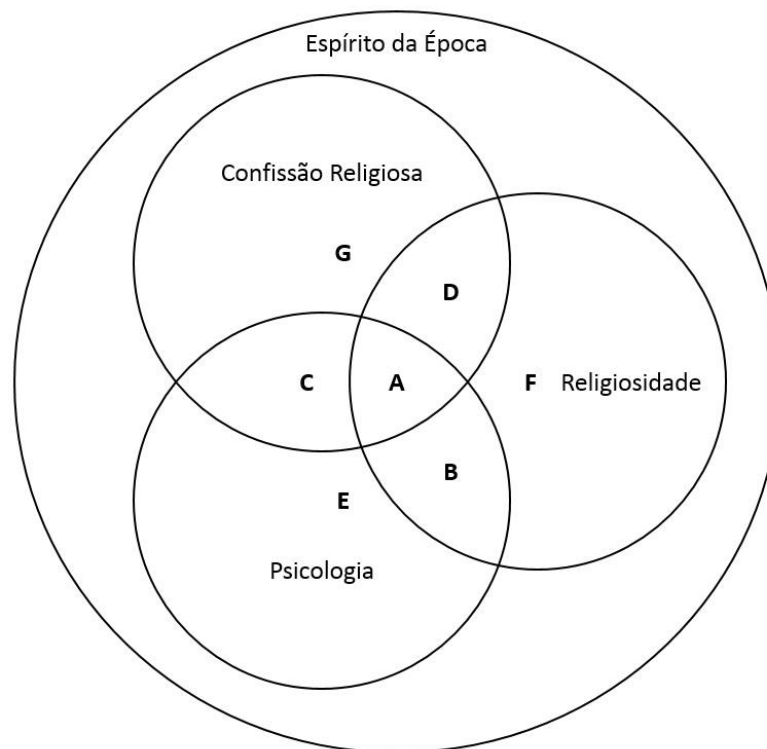 Espírito da Época
Confissão Religiosa
G
D
C
A
F Religiosidade
B
E
Psicologia